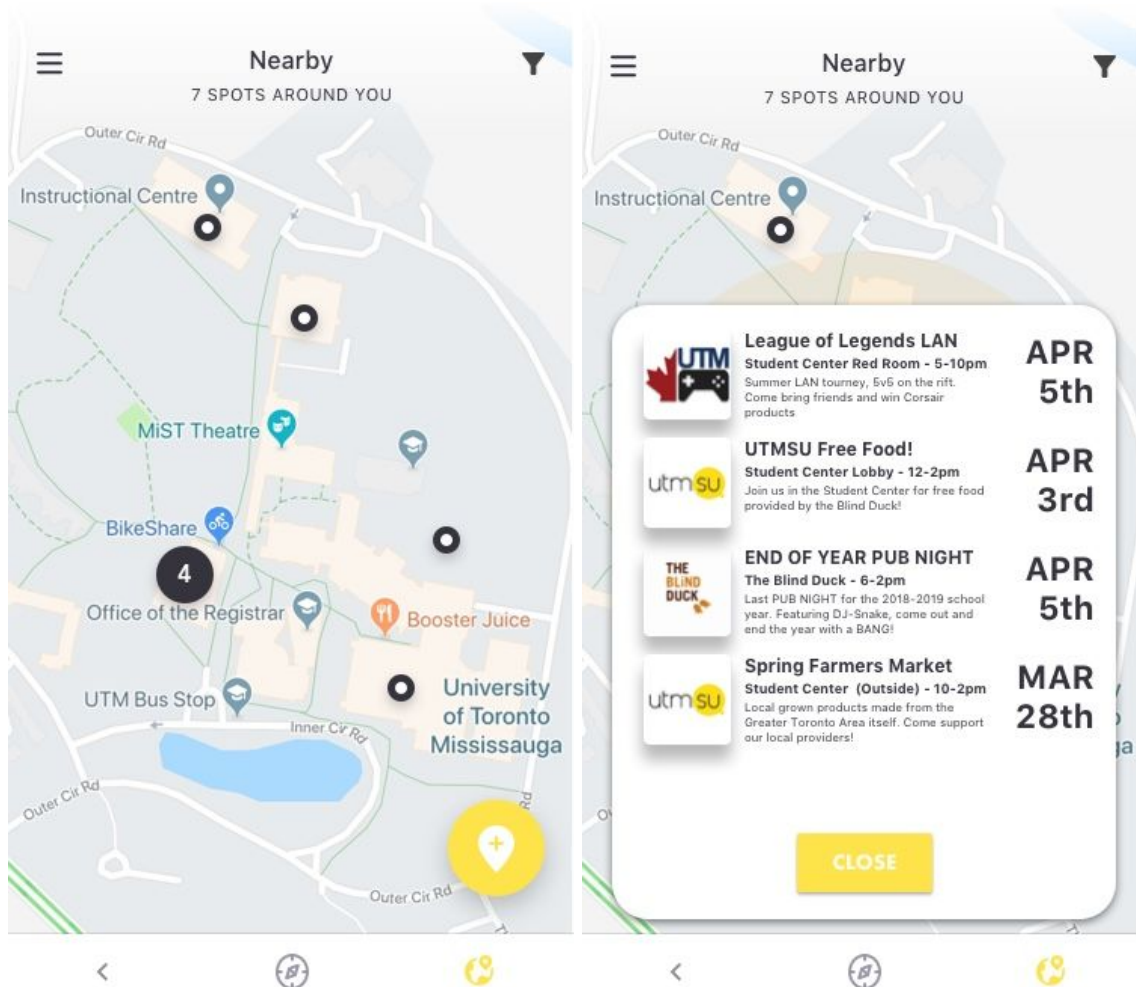 Nearby
7 SPOTS AROUND YOU
Outer Cir Rd
Instructional Centre
MiST Theatre
BikeShare
4
Office of the Registrar
Booster Juice
UTM Bus Stop
University
of Toronto
Mississauga
Inner Cir Rd
Outer Cir Rd
Rd
Outer Cir Rd
Nearby
7 SPOTS AROUND YOU
Outer Cir Rd
Instructional Centre
UTM
League of Legends LAN
Student Center Red Room - 5-10pm
Summer LAN tourney, 5v5 on the rift.
Come bring friends and win Corsair
products
APR
5th
utmsu
UTMSU Free Food!
Student Center Lobby - 12-2pm
Join us in the Student Center for free food
provided by the Blind Duck!
APR
3rd
THE
BLIND
DUCK
END OF YEAR PUB NIGHT
The Blind Duck - 6-2pm
Last PUB NIGHT for the 2018-2019 school
year. Featuring DJ-Snake, come out and
end the year with a BANG!
APR
5th
utmsu
Spring Farmers Market
Student Center (Outside) - 10-2pm
Local grown products made from the
Greater Toronto Area itself. Come support
our local providers!
MAR
28th
ga
CLOSE